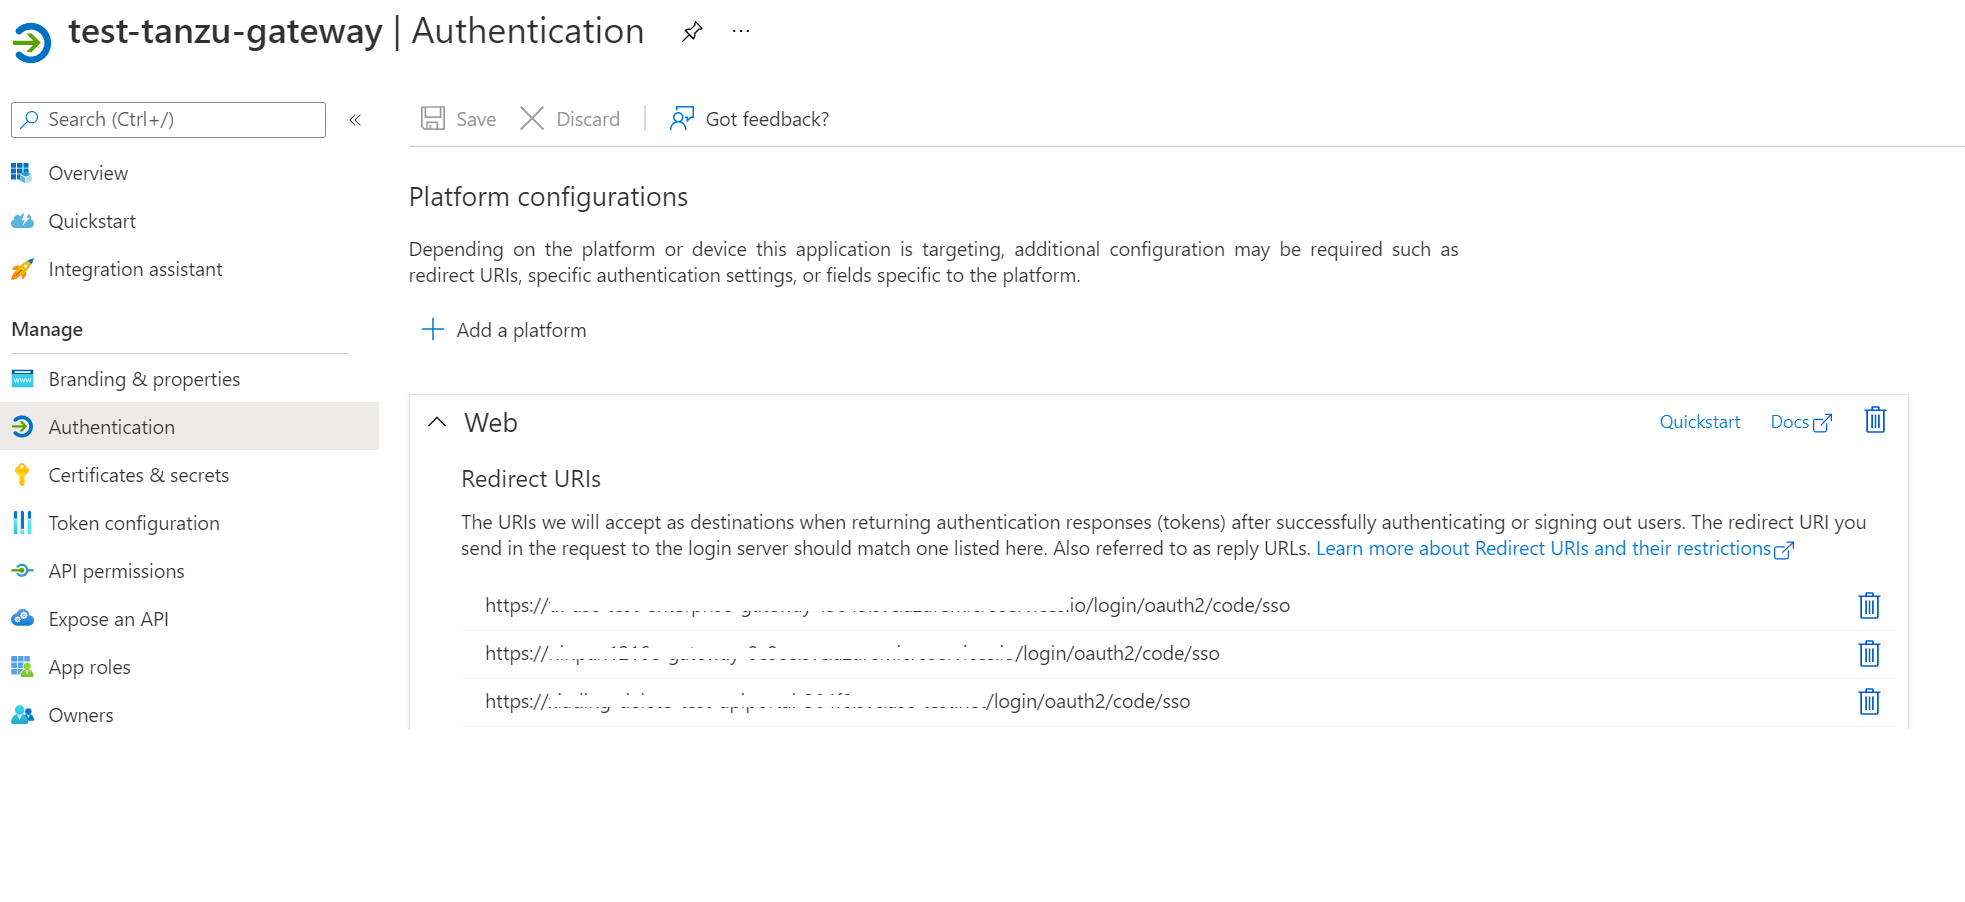 test-tanzu-gateway | Authentication
Search (Ctrl+/)
Save
Discard
Got feedback?
Overview
Quickstart
Integration assistant
Manage
Branding & properties
Authentication
Certificates & secrets
Token configuration
API permissions
Expose an API
App roles
Owners
Platform configurations
Depending on the platform or device this application is targeting, additional configuration may be required such as
redirect URIs, specific authentication settings, or fields specific to the platform.
Add a platform
Web
Quickstart
Docs
Redirect URIs
The URIs we will accept as destinations when returning authentication responses (tokens) after successfully authenticating or signing out users. The redirect URI you
send in the request to the login server should match one listed here. Also referred to as reply URLs. Learn more about Redirect URIs and their restrictions
https:// .io/login/oauth2/code/sso
https:// /login/oauth2/code/sso
https:// /login/oauth2/code/sso